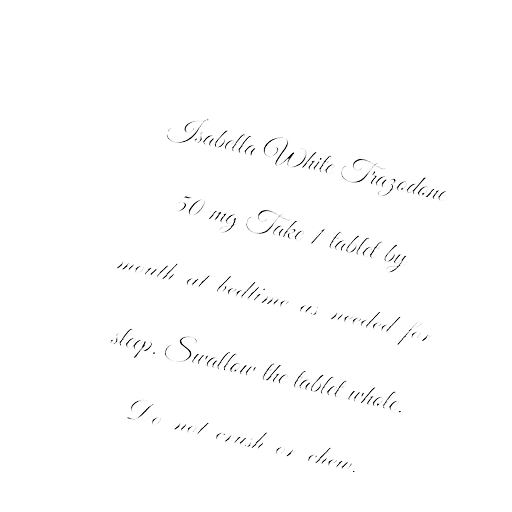 Isabella White Trazodone
50 mg Take 1 tablet by
mouth at bedtime as needed for
sleep. Swallow the tablet whole.
Do not crush or chew.